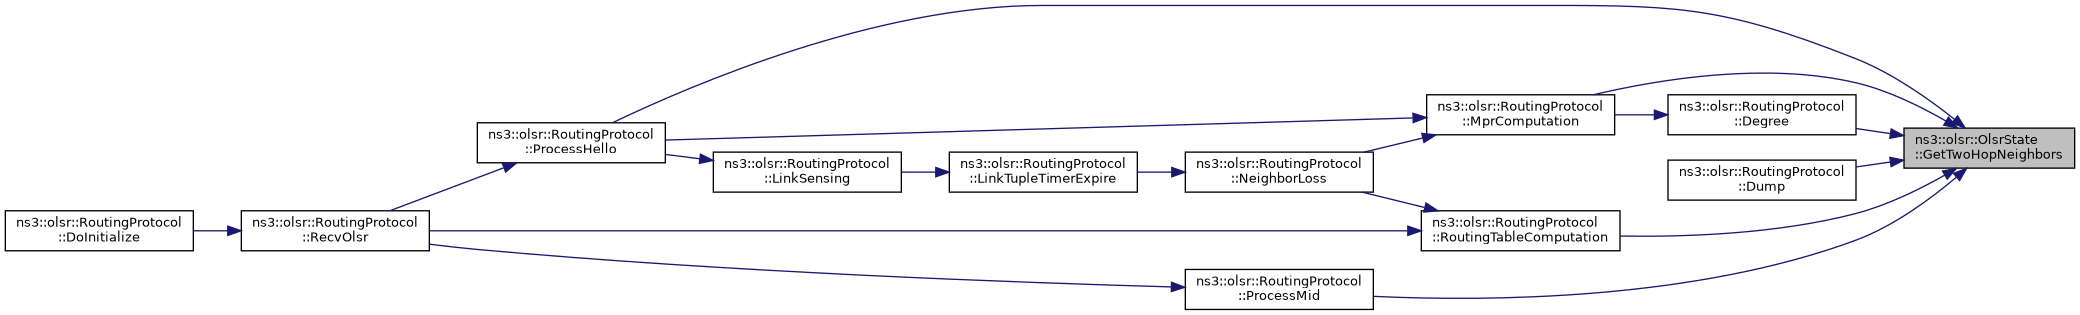 ns3::olsr::RoutingProtocol
::DoInitialize
ns3::olsr::RoutingProtocol
::RecvOlsr
ns3::olsr::RoutingProtocol
::ProcessHello
ns3::olsr::RoutingProtocol
::LinkSensing
ns3::olsr::RoutingProtocol
::LinkTupleTimerExpire
ns3::olsr::RoutingProtocol
::NeighborLoss
ns3::olsr::RoutingProtocol
::ProcessMid
ns3::olsr::RoutingProtocol
::MprComputation
ns3::olsr::RoutingProtocol
::RoutingTableComputation
ns3::olsr::RoutingProtocol
::Degree
ns3::olsr::RoutingProtocol
::Dump
ns3::olsr::OlsrState
::GetTwoHopNeighbors